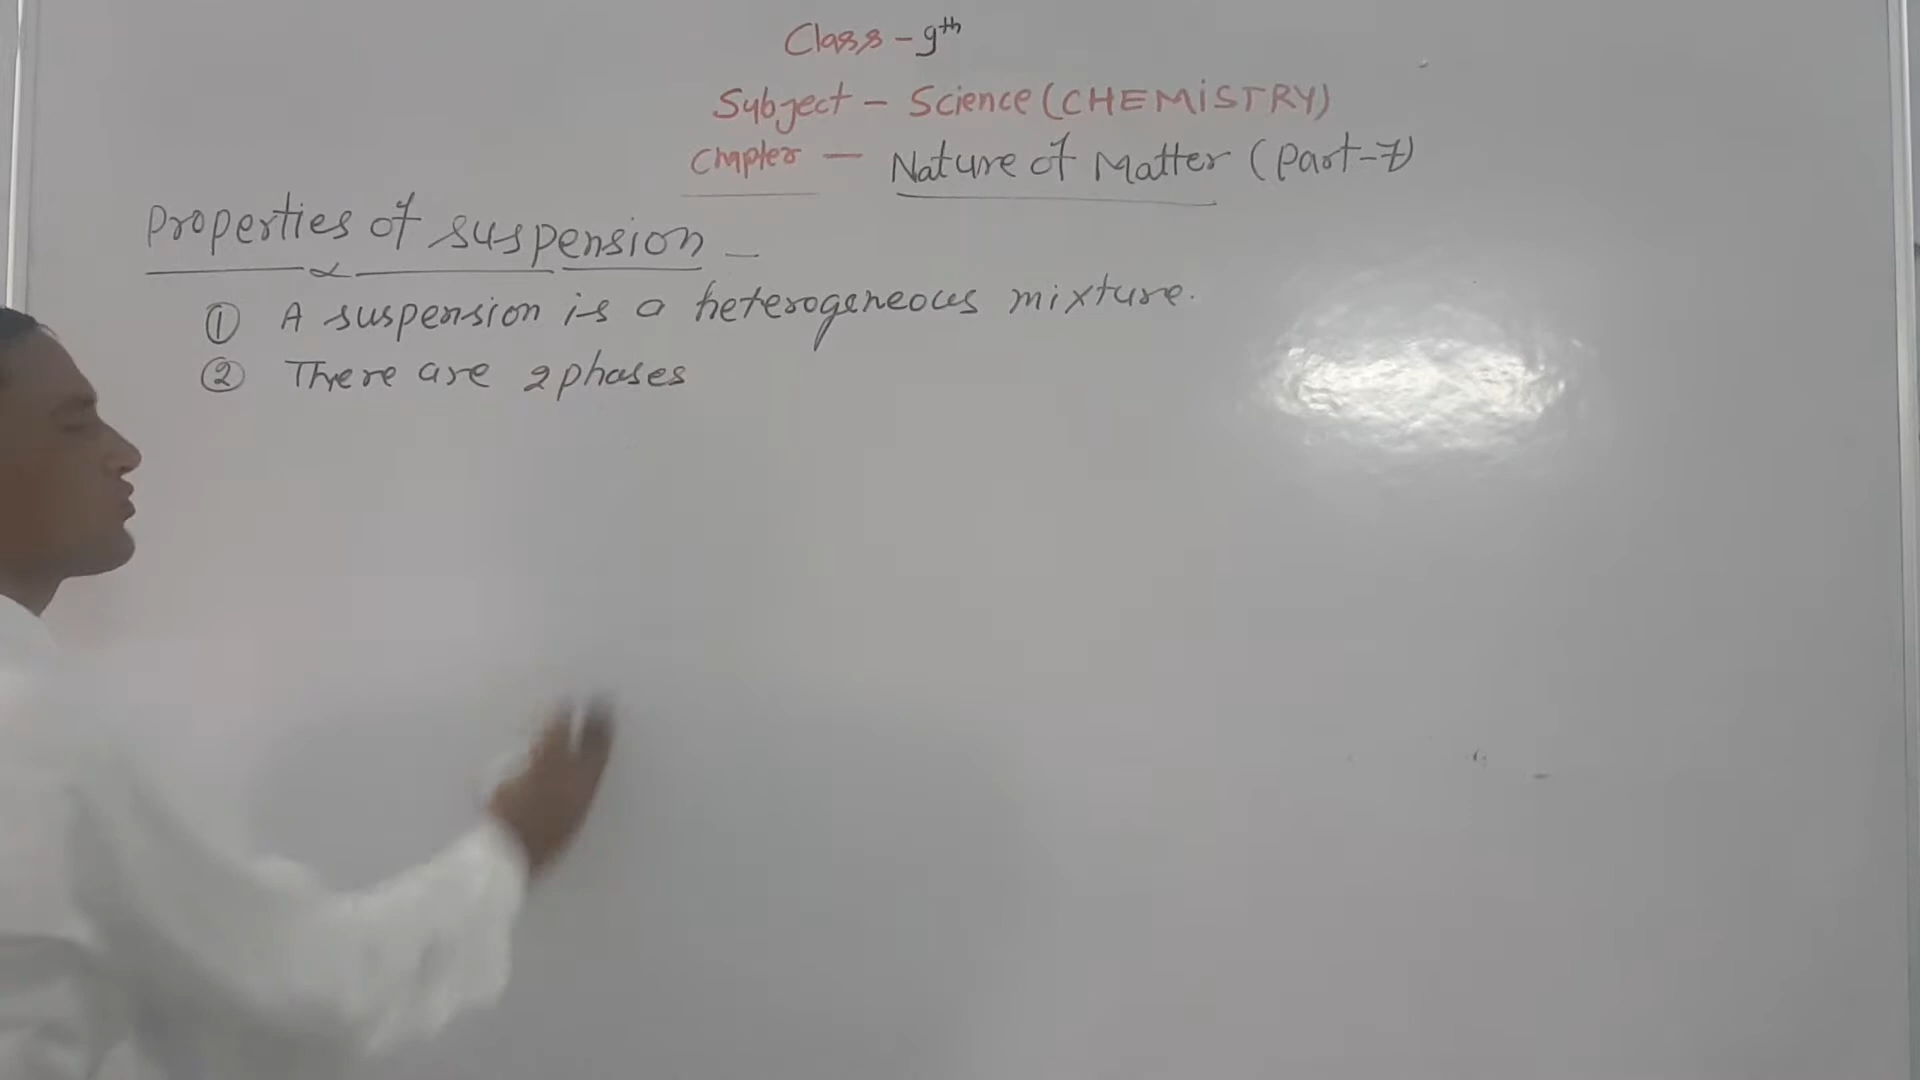 Class - 9th
Subject - Science (CHEMISTRY)
Chapter - Nature of Matter (Part-7)
Properties of suspension -
① A suspension is a heterogeneous mixture.
② There are 2 phases